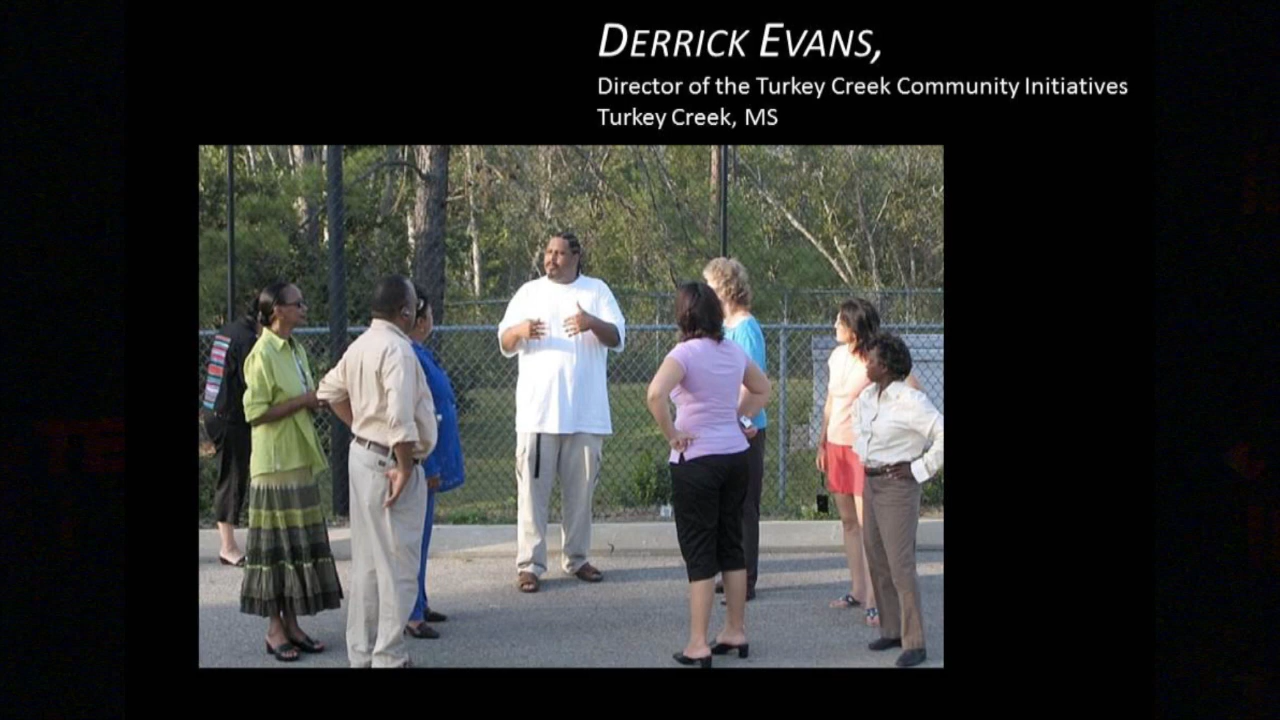 DERRICK EVANS,
Director of the Turkey Creek Community Initiatives
Turkey Creek, MS